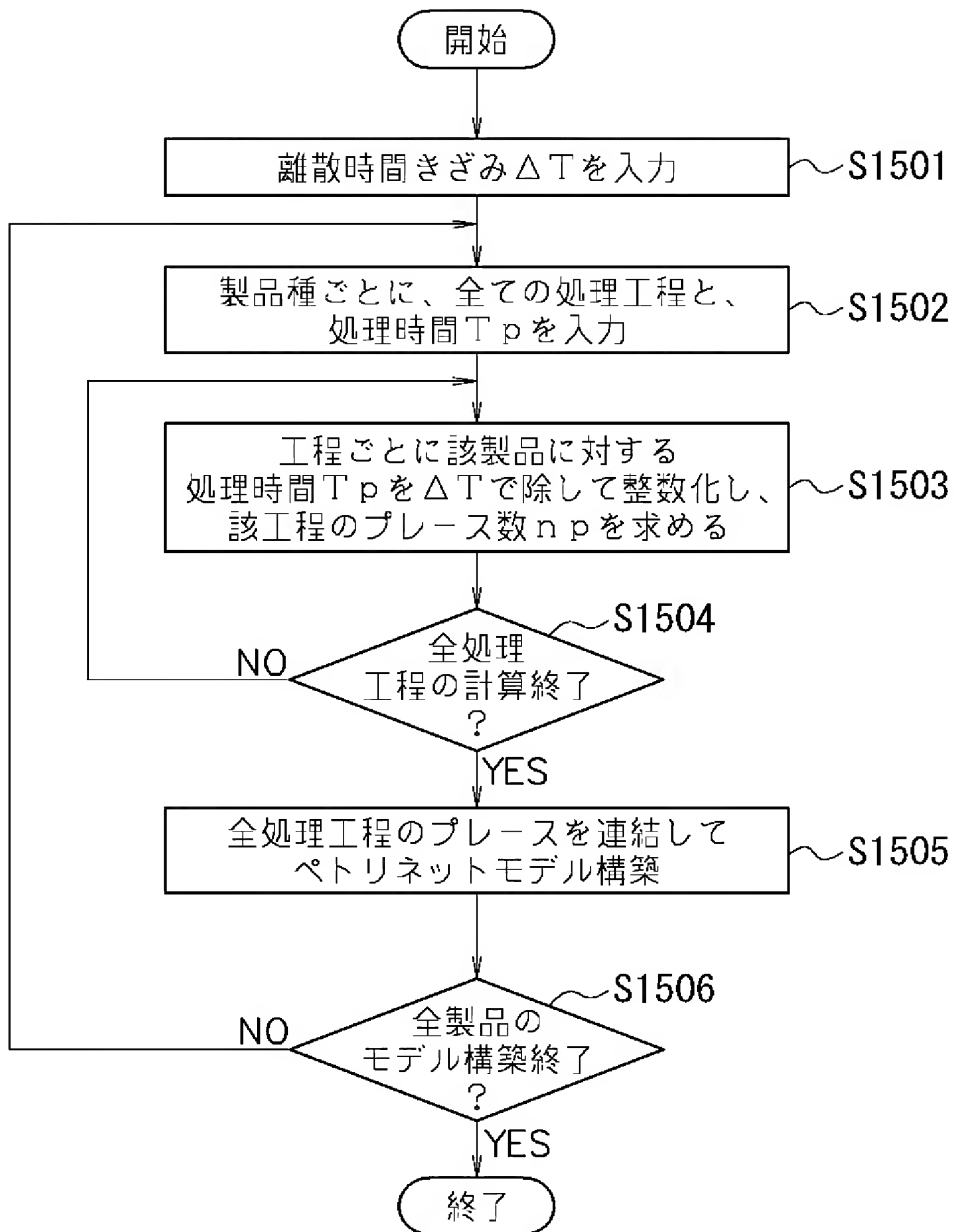 開始
離散時間きざみΔTを入力
S1501
製品種ごとに、全ての処理工程と、
処理時間Tpを入力
S1502
工程ごとに該製品に対する
処理時間TpをΔTで除して整数化し、
該工程のプレース数npを求める
S1503
S1504
全処理
工程の計算終了
?
NO
YES
全処理工程のプレースを連結して
ペトリネットモデル構築
S1505
S1506
全製品の
モデル構築終了
?
NO
YES
終了